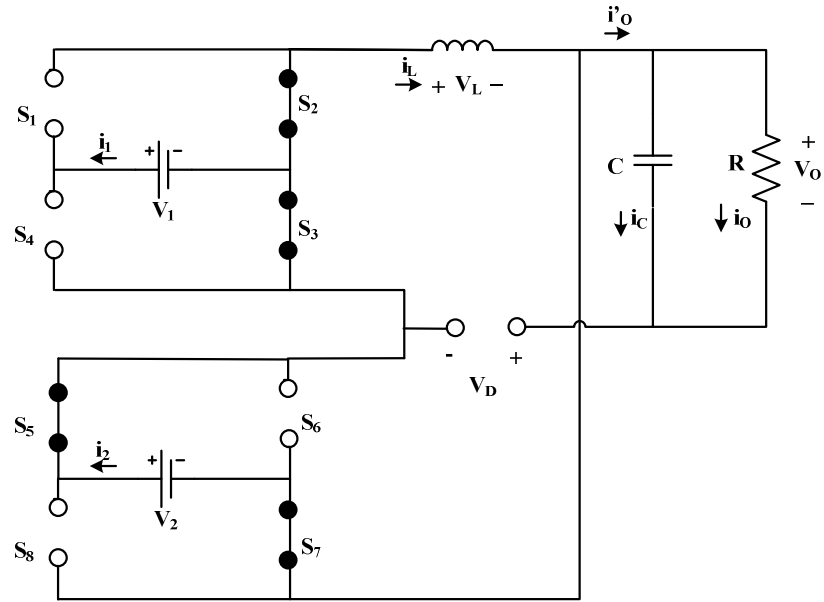 i'O
iL
+ VL −
S1
S2
i1
+ −
V1
C
R
+
VO
−
S4
S3
iC
iO
- +
VD
S5
S6
i2
+ −
V2
S8
S7